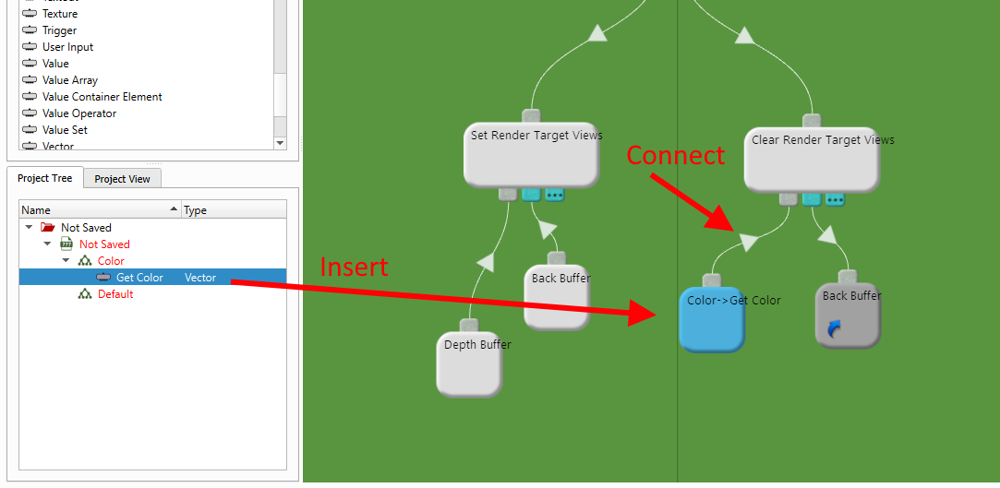 Texture
Trigger
User Input
Value
Value Array
Value Container Element
Value Operator
Value Set
Vector
Project Tree
Project View
Name
Type
Not Saved
???
Not Saved
Color
Get Color
Vector
Default
Set Render Target Views
Clear Render Target Views
Connect
Insert
Back Buffer
Color->Get Color
Back Buffer
Depth Buffer